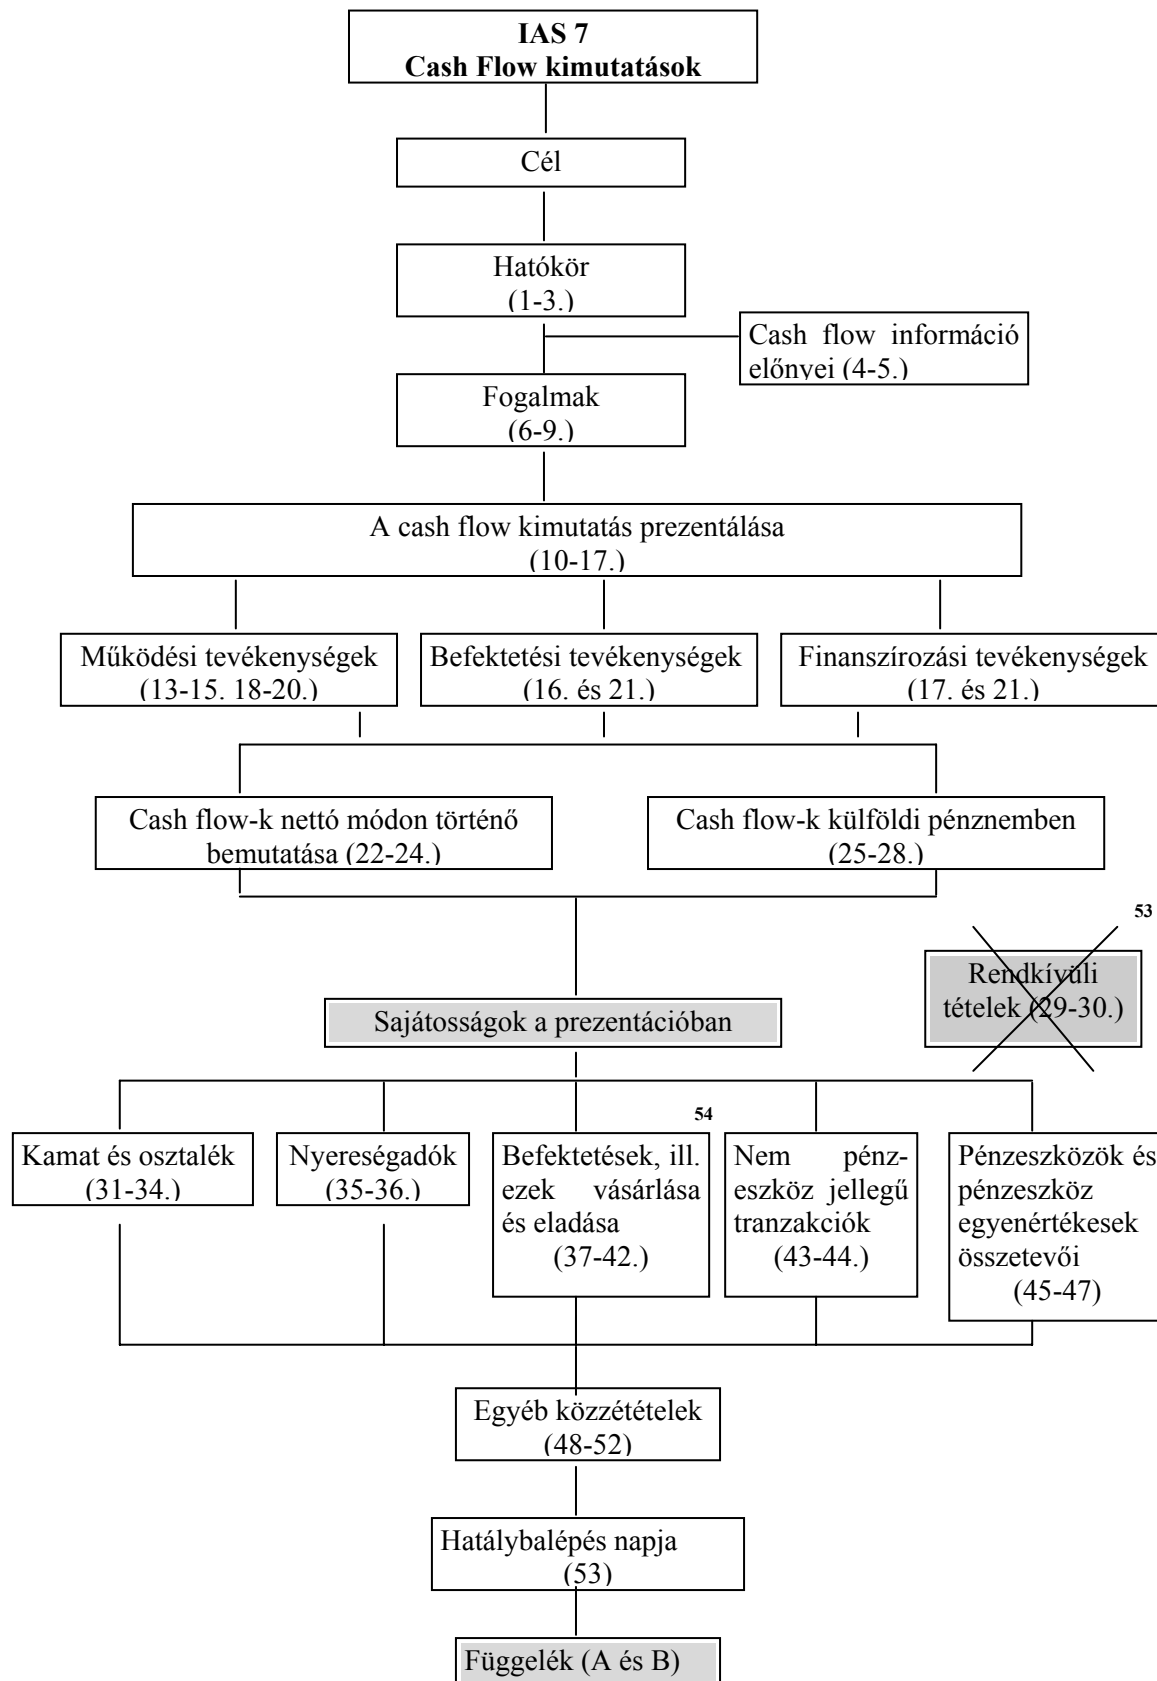 IAS 7
Cash Flow kimutatások
Cél
Hatókör
(1-3.)
Cash flow információ
előnyei (4-5.)
Fogalmak
(6-9.)
A cash flow kimutatás prezentálása
(10-17.)
Működési tevékenységek
(13-15. 18-20.)
Befektetési tevékenységek
(16. és 21.)
Finanszírozási tevékenységek
(17. és 21.)
Cash flow-k nettó módon történő
bemutatása (22-24.)
Cash flow-k külföldi pénznemben
(25-28.)
53
Rendkívüli
tételek (29-30.)
Sajátosságok a prezentációban
Kamat és osztalék
(31-34.)
Nyereségadók
(35-36.)
54
Befektetések, ill.
ezek vásárlása
és eladása
(37-42.)
Nem pénz-
eszköz jellegű
tranzakciók
(43-44.)
Pénzeszközök és
pénzeszköz
egyenértékesek
összetevői
(45-47)
Egyéb közzétételek
(48-52)
Hatálybalépés napja
(53)
Függelék (A és B)